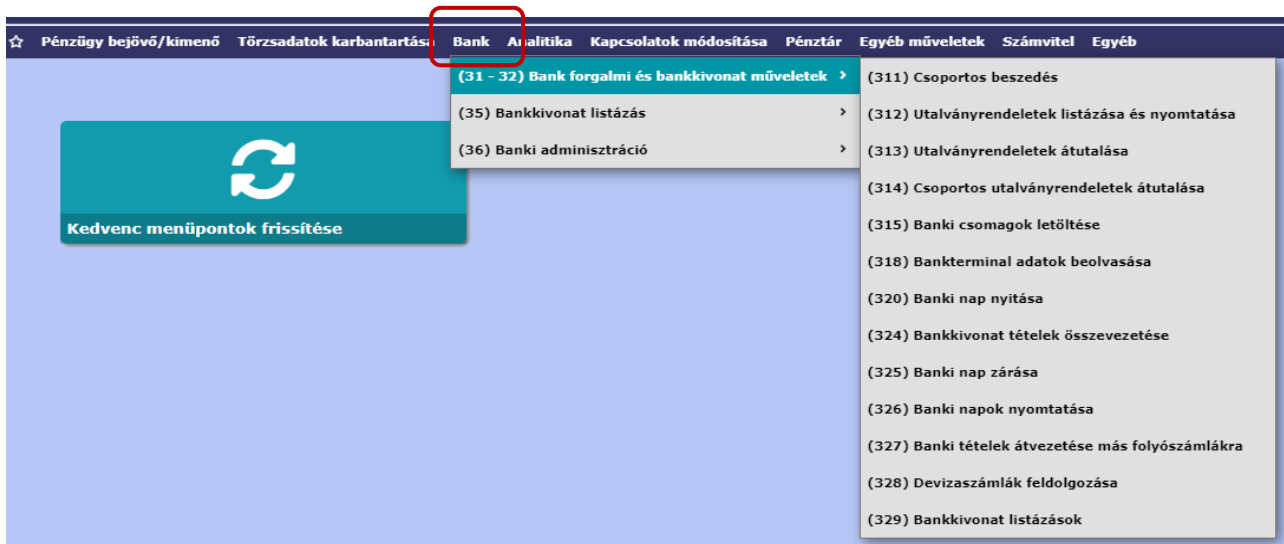 ☆ Pénzügy bejövő/kimenő Törzsadatok karbantartása Bank Analitika Kapcsolatok módosítása Pénztár Egyéb műveletek Számvitel Egyéb
(31 - 32) Bank forgalmi és bankkivonat műveletek >
(35) Bankkivonat listázás >
(36) Banki adminisztráció >
(311) Csoportos beszedés
(312) Utalványrendeletek listázása és nyomtatása
(313) Utalványrendeletek átutalása
(314) Csoportos utalványrendeletek átutalása
(315) Banki csomagok letöltése
(318) Bankterminal adatok beolvasása
(320) Banki nap nyitása
(324) Bankkivonat tételek összevezetése
(325) Banki nap zárása
(326) Banki napok nyomtatása
(327) Banki tételek átvezetése más folyószámlákra
(328) Devizaszámlák feldolgozása
(329) Bankkivonat listázások
Kedvenc menüpontok frissítése